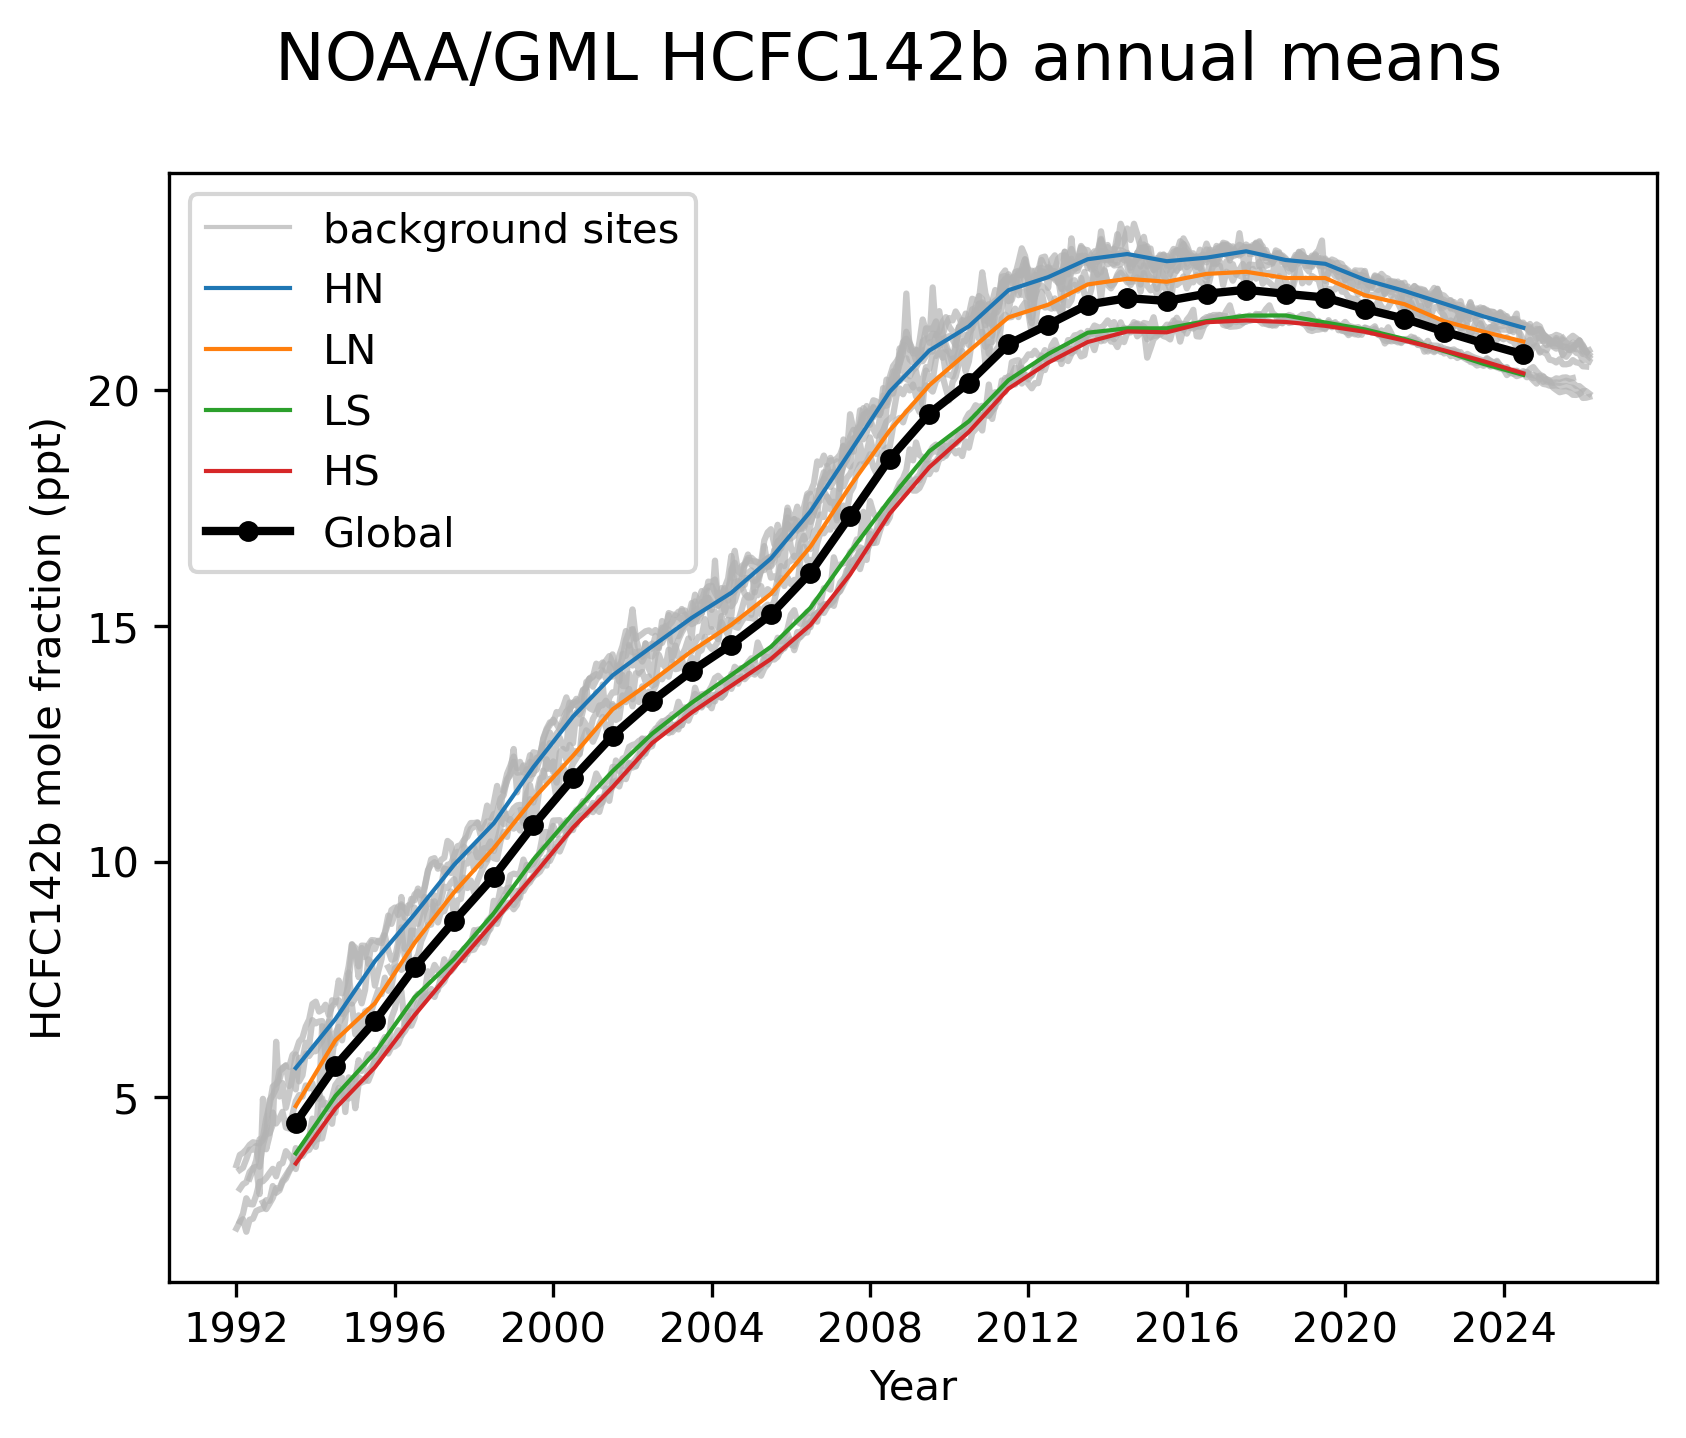 NOAA/GML HCFC142b annual means
background sites
HN
LN
LS
HS
Global
HCFC142b mole fraction (ppt)
20
15
10
5
1992 1996 2000 2004 2008 2012 2016 2020 2024
Year